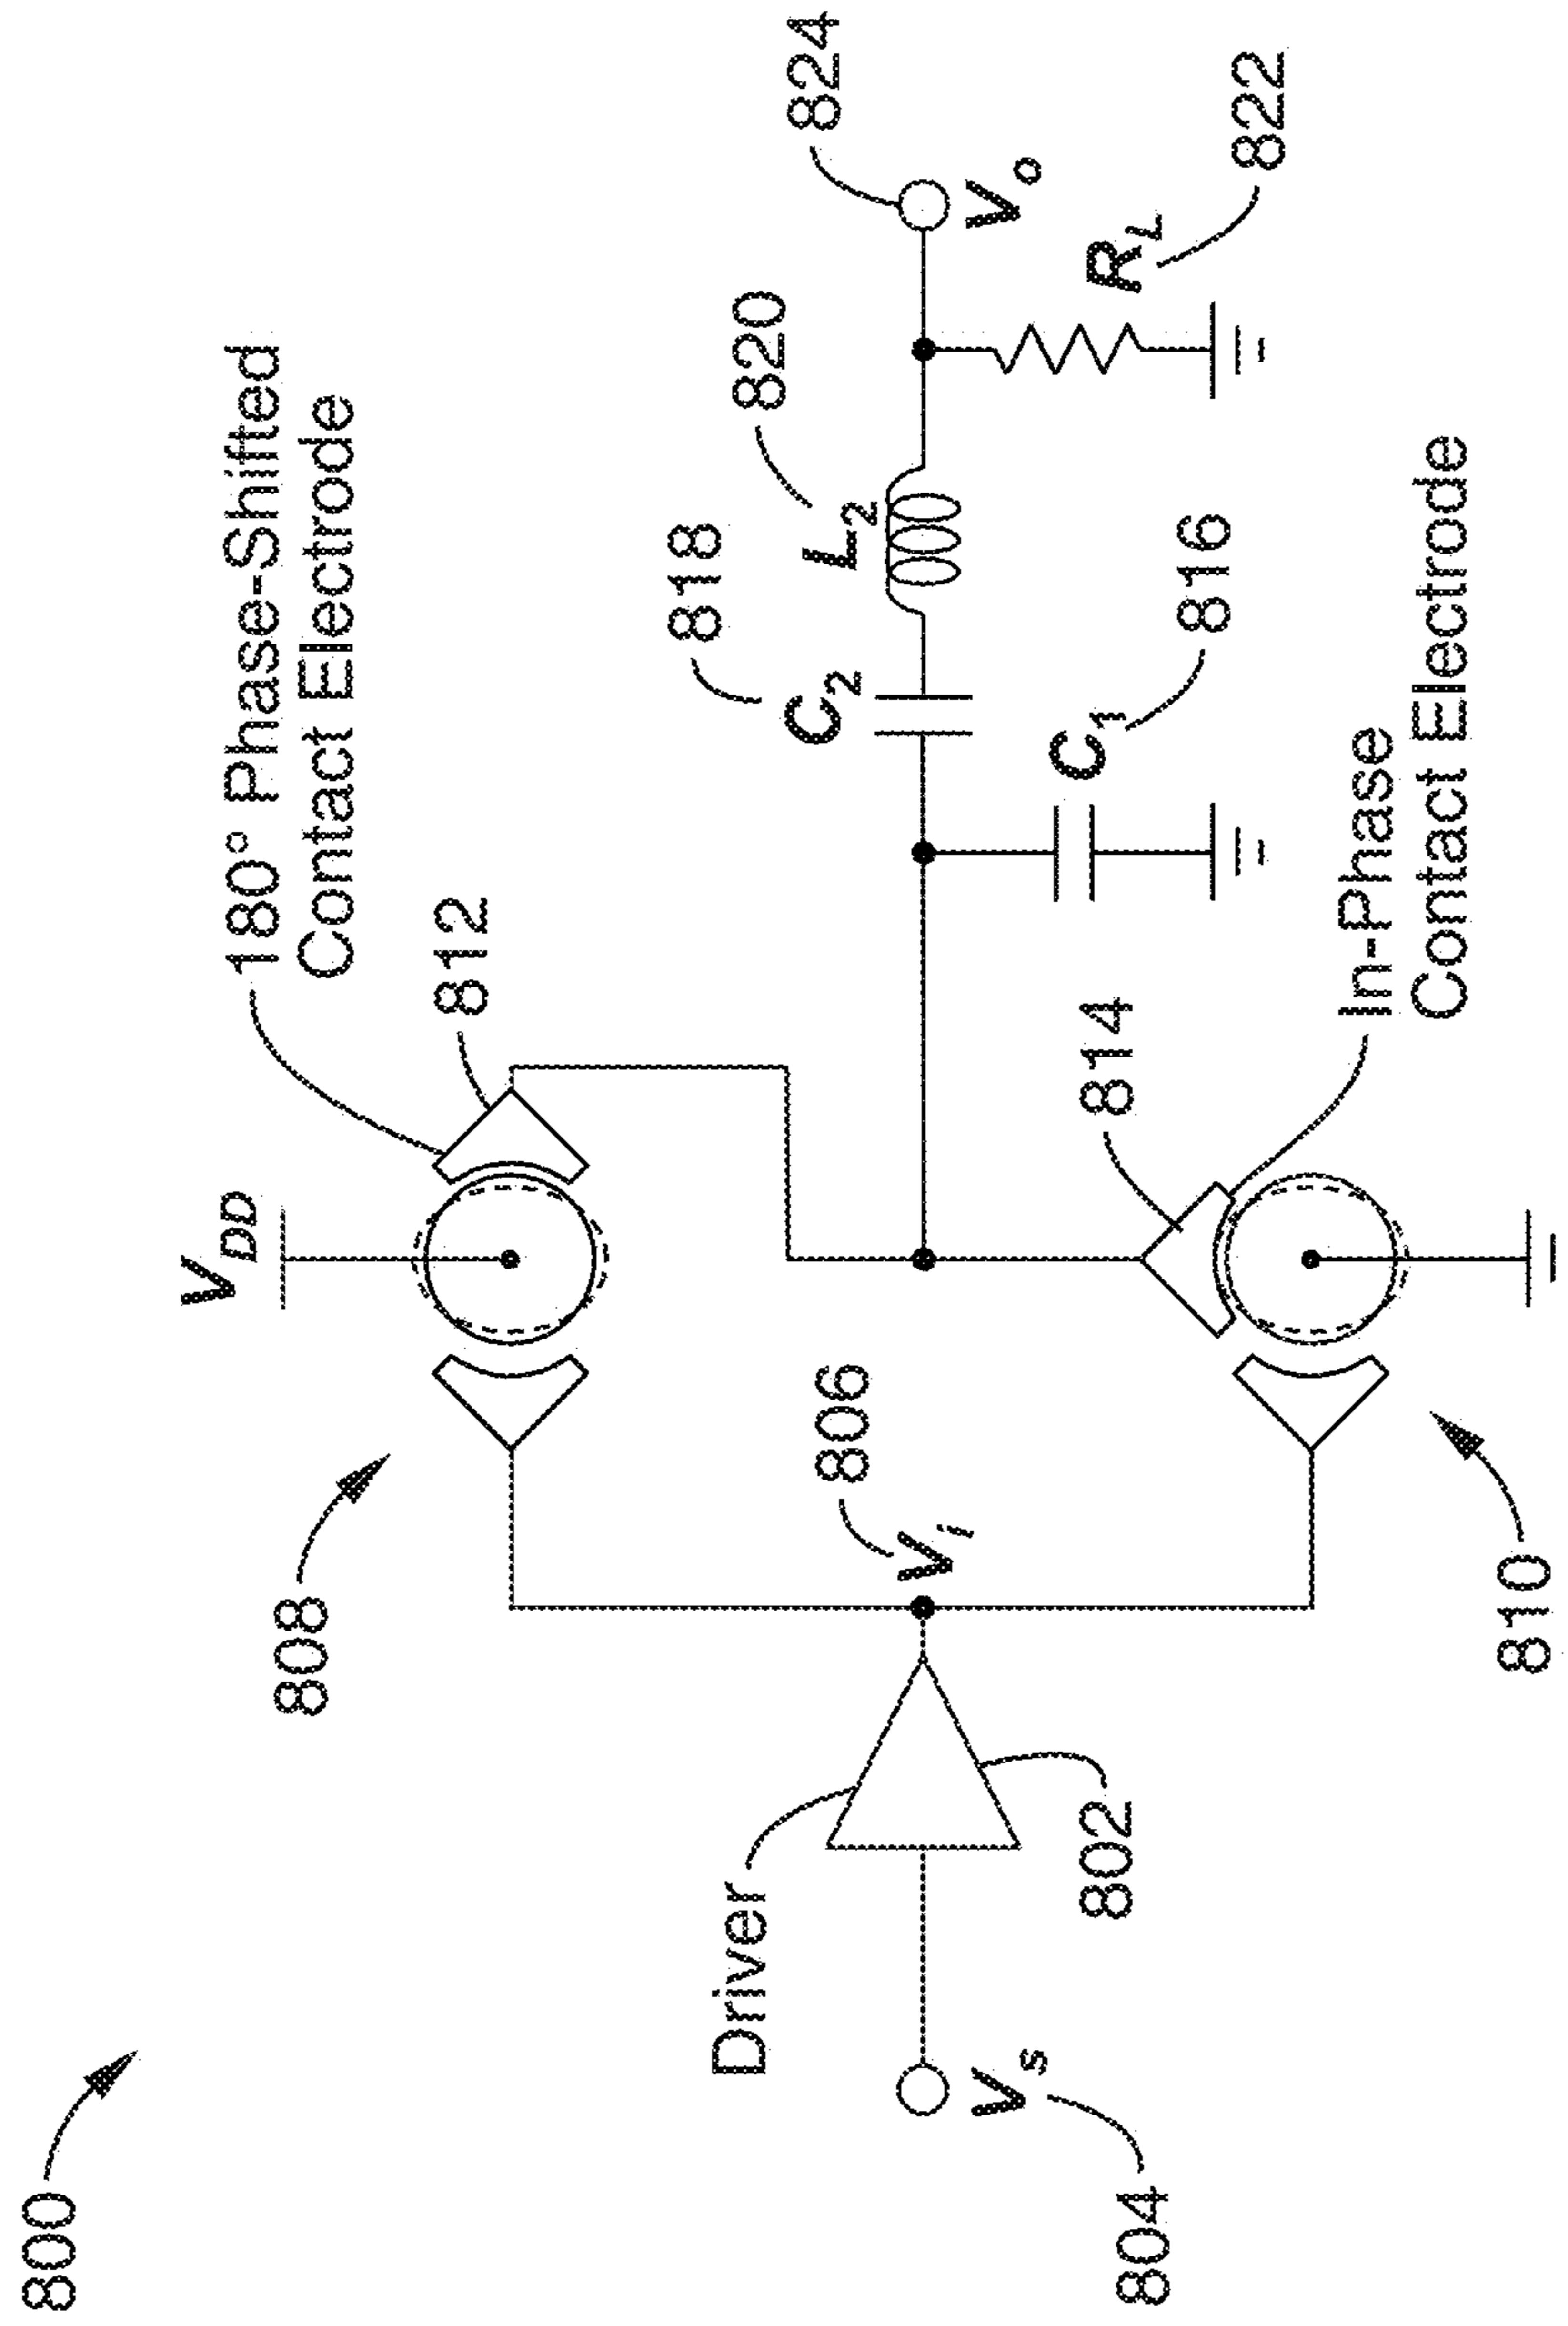 800
180° Phase-Shifted
Contact Electrode
V_DD
808
812
818
820
824
C_2
L_2
V_o
Driver
806
V_i
V_s
802
804
814
C_1
816
R_L
822
810
In-Phase
Contact Electrode